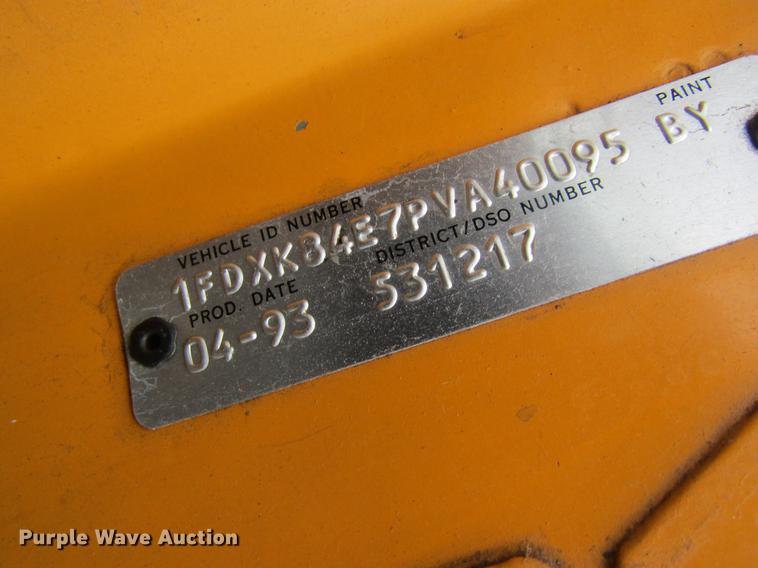 VEHICLE ID NUMBER
PAINT
1FDXK84E7PVA40095 BY
PROD. DATE
DISTRICT/DSO NUMBER
04-93 531217
Purple Wave Auction